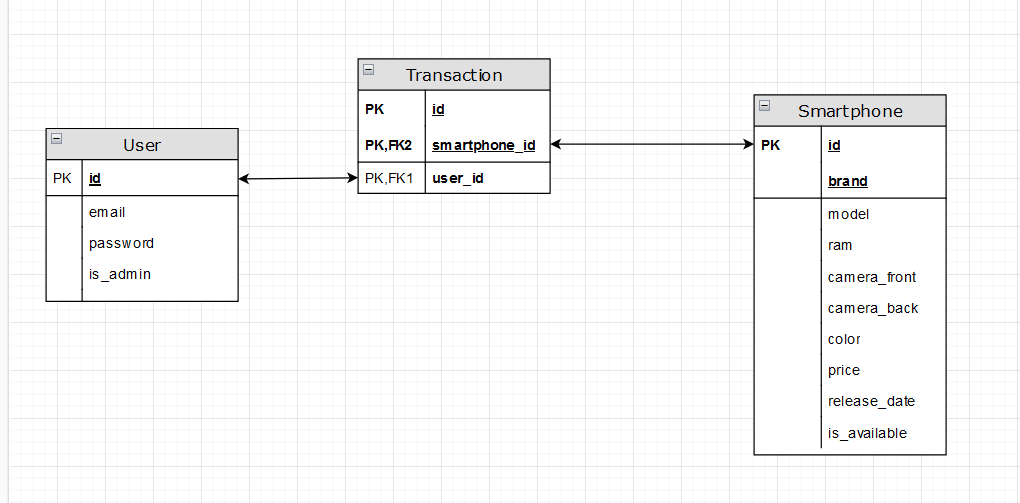 User
PK id
email
password
is_admin
Transaction
PK id
PK,FK2 smartphone_id
PK,FK1 user_id
Smartphone
PK id
brand
model
ram
camera_front
camera_back
color
price
release_date
is_available